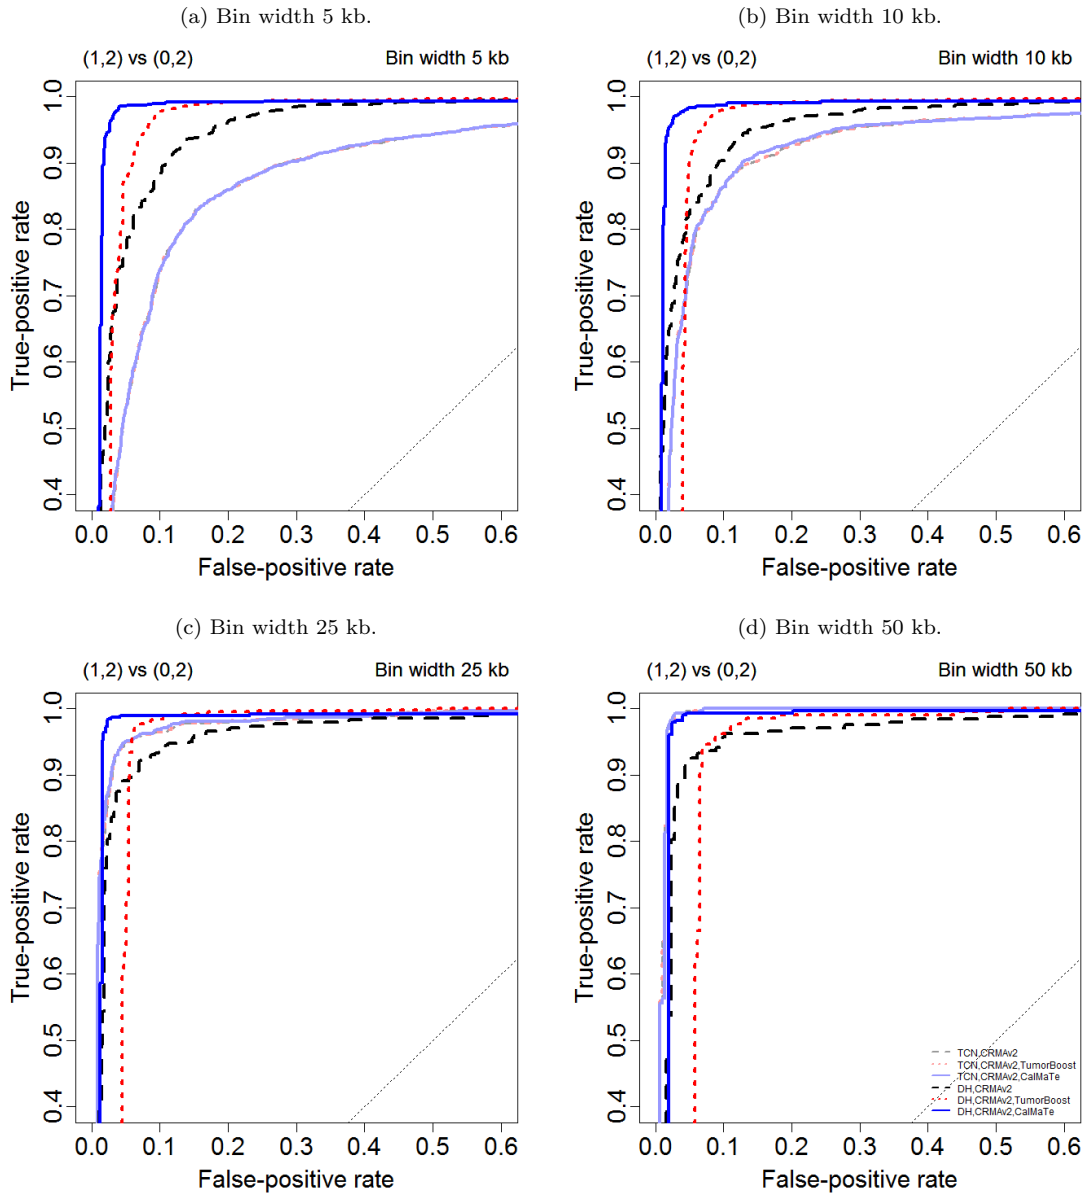 (a) Bin width 5 kb.
(1,2) vs (0,2) Bin width 5 kb
1.0
0.9
0.8
0.7
0.6
0.5
0.4
True-positive rate
0.0 0.1 0.2 0.3 0.4 0.5 0.6
False-positive rate
(b) Bin width 10 kb.
(1,2) vs (0,2) Bin width 10 kb
1.0
0.9
0.8
0.7
0.6
0.5
0.4
True-positive rate
0.0 0.1 0.2 0.3 0.4 0.5 0.6
False-positive rate
(c) Bin width 25 kb.
(1,2) vs (0,2) Bin width 25 kb
1.0
0.9
0.8
0.7
0.6
0.5
0.4
True-positive rate
0.0 0.1 0.2 0.3 0.4 0.5 0.6
False-positive rate
(d) Bin width 50 kb.
(1,2) vs (0,2) Bin width 50 kb
1.0
0.9
0.8
0.7
0.6
0.5
0.4
True-positive rate
TCN,CRMAv2
TCN,CRMAv2,TumorBoost
TCN,CRMAv2,CalMaTe
DH,CRMAv2
DH,CRMAv2,TumorBoost
DH,CRMAv2,CalMaTe
0.0 0.1 0.2 0.3 0.4 0.5 0.6
False-positive rate